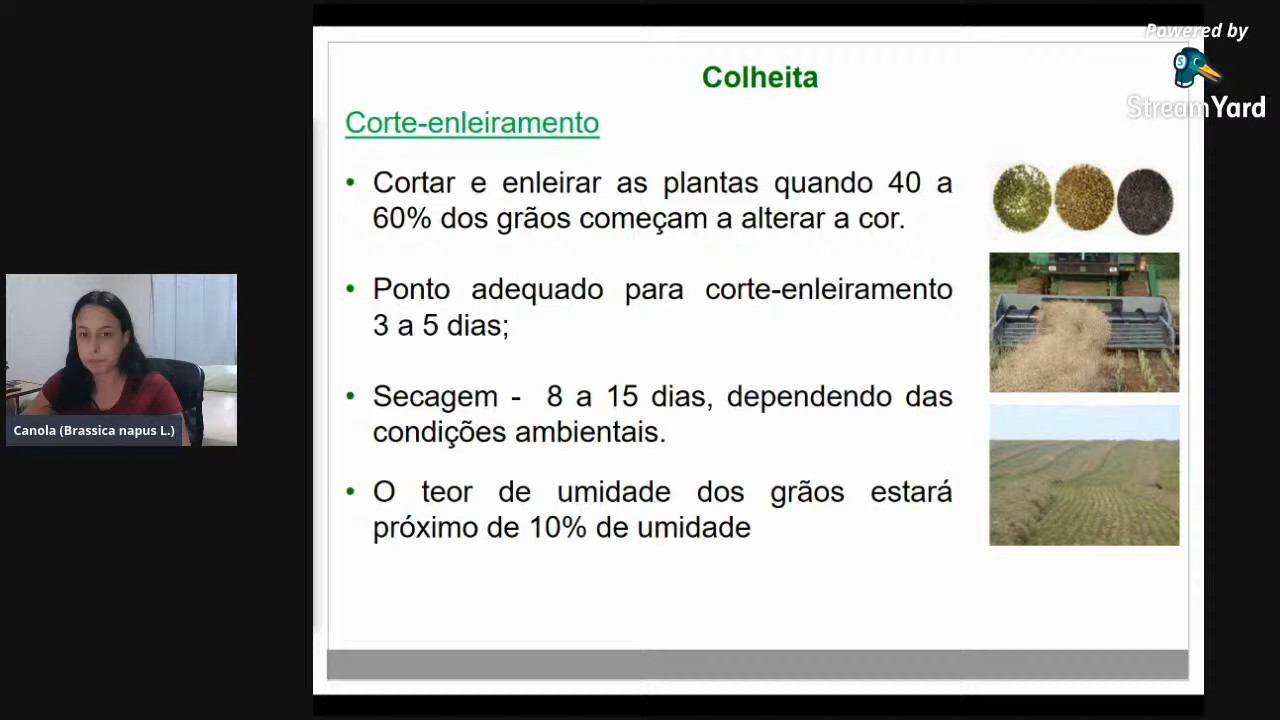 Powered by
StreamYard
Colheita
Corte-enleiramento
• Cortar e enleirar as plantas quando 40 a
60% dos grãos começam a alterar a cor.
• Ponto adequado para corte-enleiramento
3 a 5 dias;
• Secagem - 8 a 15 dias, dependendo das
condições ambientais.
• O teor de umidade dos grãos estará
próximo de 10% de umidade
Canola (Brassica napus L.)